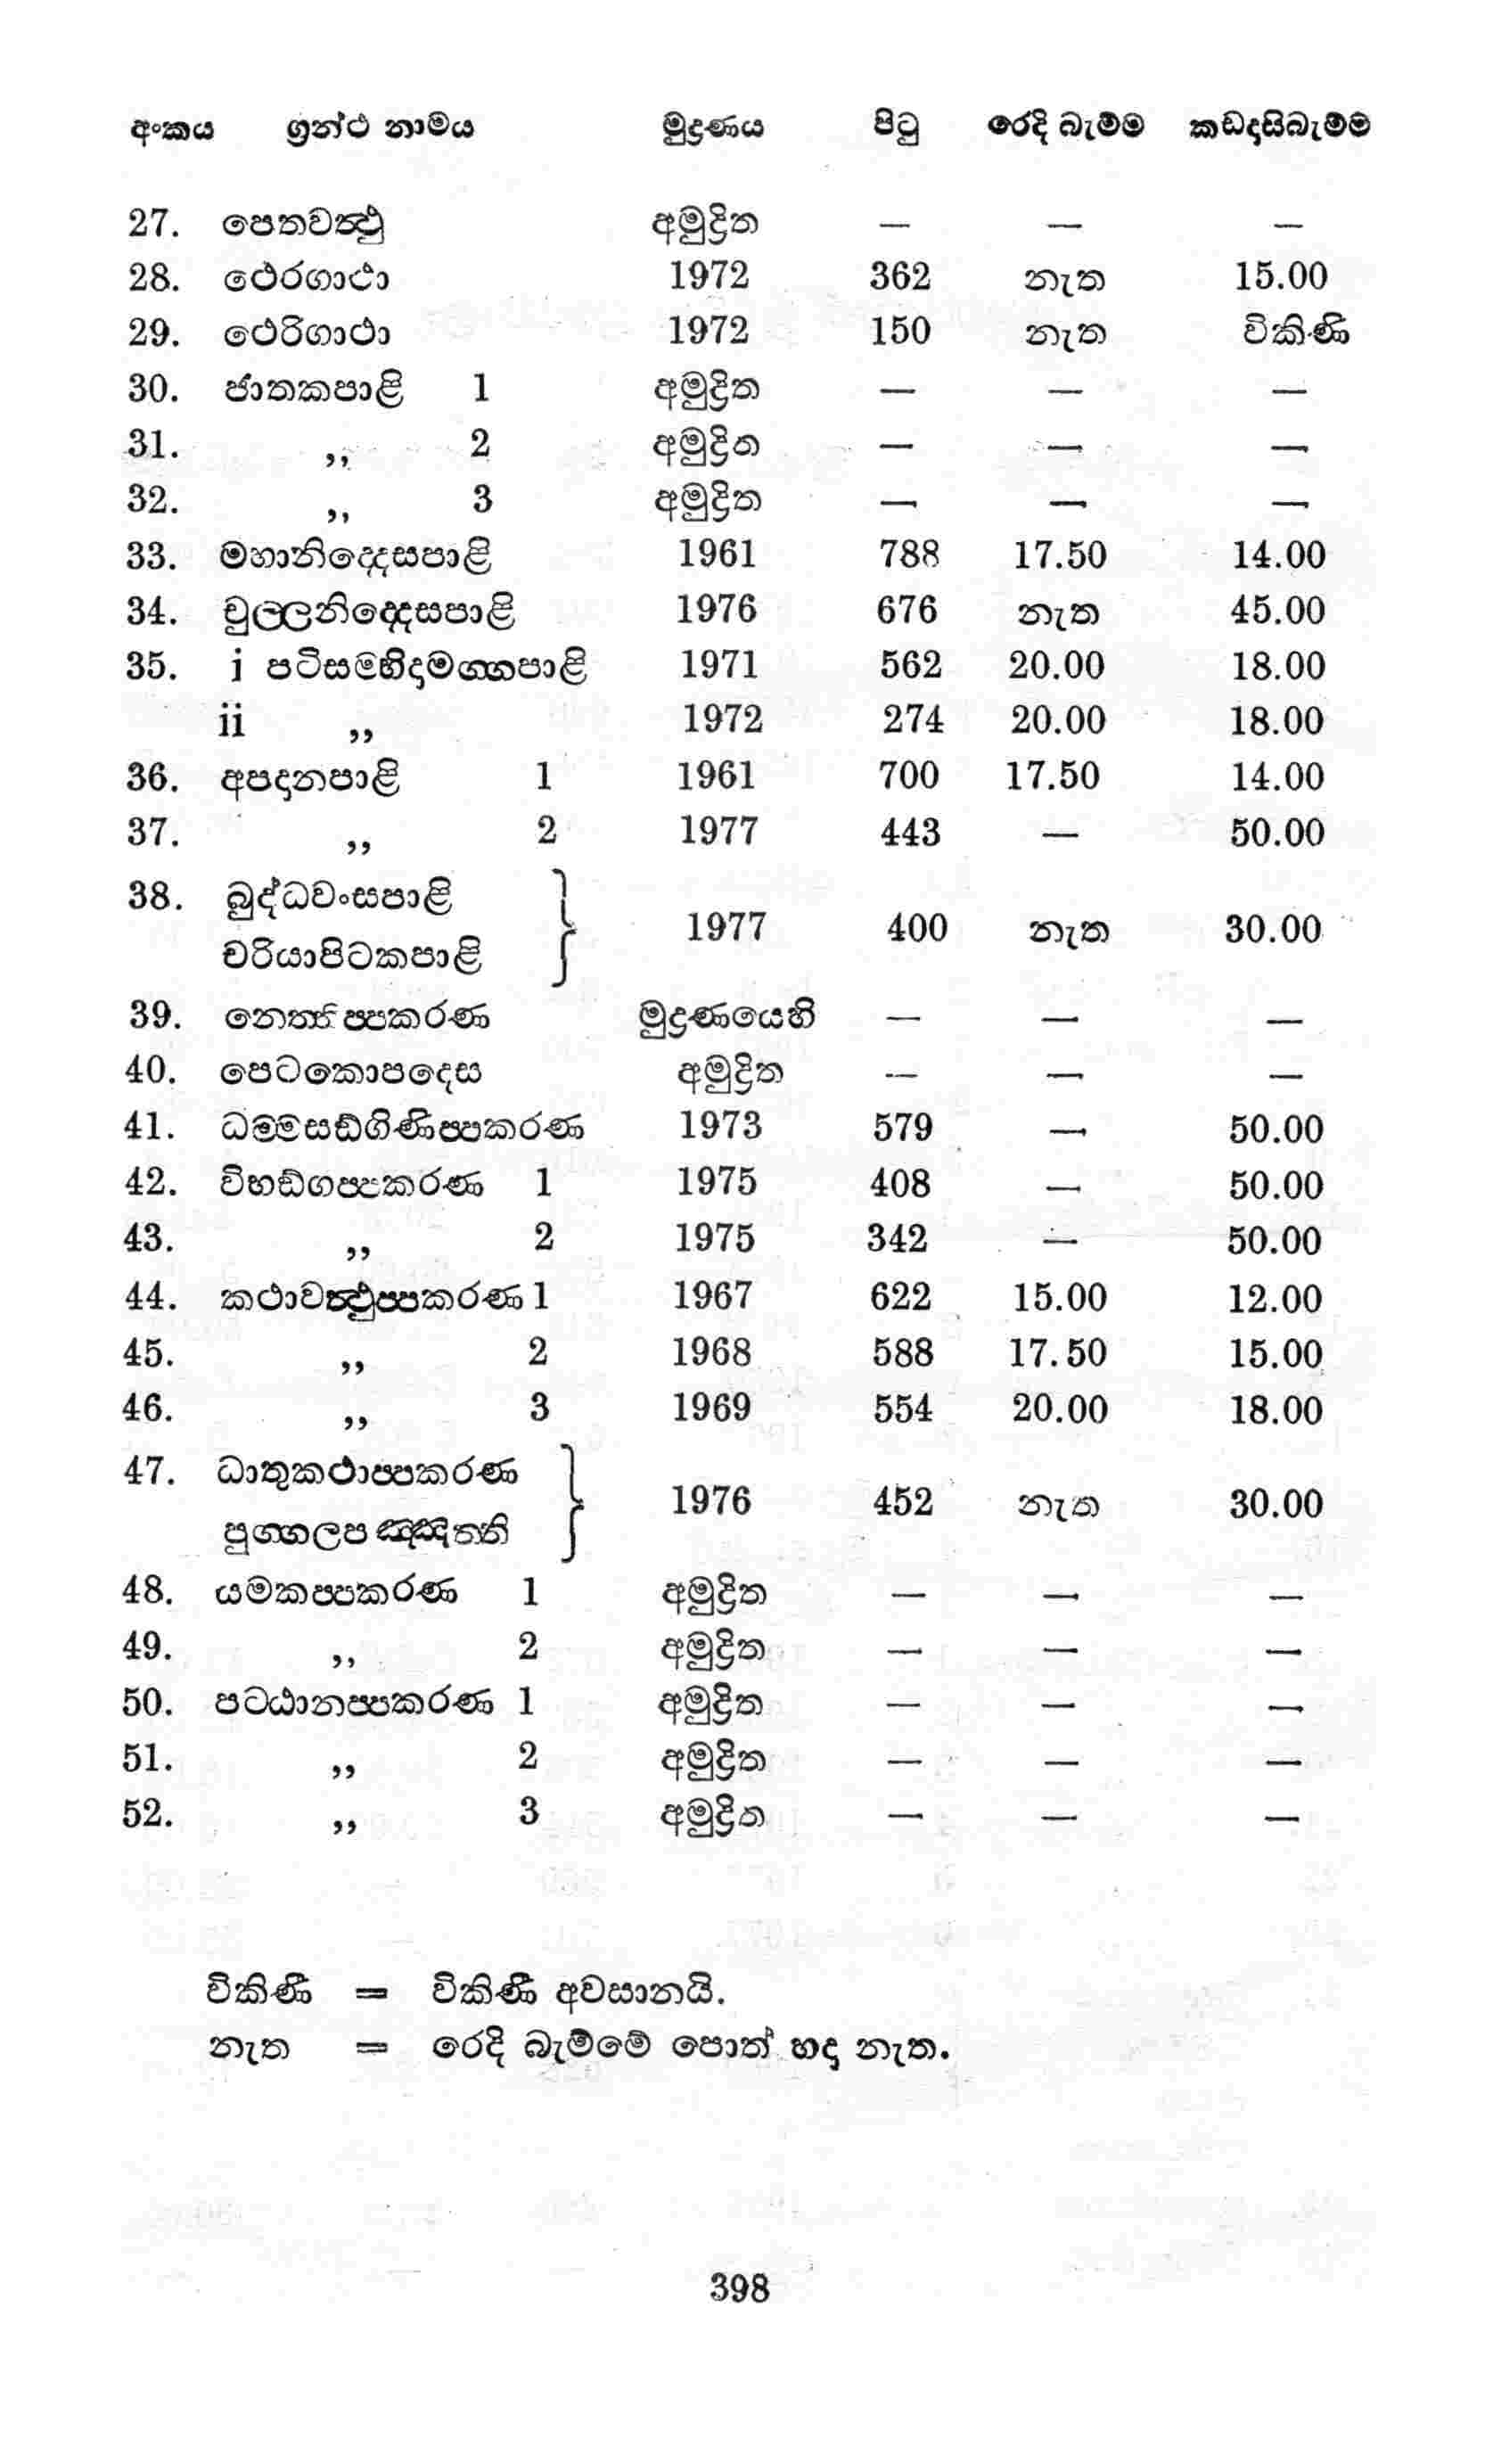 අංකය ග්‍රන්ථ නාමය මුද්‍රණය පිටු රෙදි බැම්ම කඩදාසිබැම්ම
27. පෙතවත්‍ථු අමුද්‍රිත — — —
28. ථෙරගාථා 1972 362 නැත 15.00
29. ථෙරිගාථා 1972 150 නැත විකිණි
30. ජාතකපාළි 1 අමුද්‍රිත — — —
31. ,, 2 අමුද්‍රිත — — —
32. ,, 3 අමුද්‍රිත — — —
33. මහානිද්‍දෙසපාළි 1961 788 17.50 14.00
34. චුල්‍ලනිද්‍දෙසපාළි 1976 676 නැත 45.00
35. i පටිසම්භිදාමග්‍ගපාළි 1971 562 20.00 18.00
ii ,, 1972 274 20.00 18.00
36. අපදානපාළි 1 1961 700 17.50 14.00
37. ,, 2 1977 443 — 50.00
38. බුද්ධවංසපාළි
චරියාපිටකපාළි } 1977 400 නැත 30.00
39. නෙත්‍තිප්‍පකරණ මුද්‍රණයෙහි — — —
40. පෙටකොපදෙස අමුද්‍රිත — — —
41. ධම්‍මසඞ්ගිණිප්‍පකරණ 1973 579 — 50.00
42. විභඞ්ගප්‍පකරණ 1 1975 408 — 50.00
43. ,, 2 1975 342 — 50.00
44. කථාවත්‍ථුප්‍පකරණ 1 1967 622 15.00 12.00
45. ,, 2 1968 588 17.50 15.00
46. ,, 3 1969 554 20.00 18.00
47. ධාතුකථාප්‍පකරණ
පුග්‍ගලපඤ්ඤත්‍ති } 1976 452 නැත 30.00
48. යමකප්‍පකරණ 1 අමුද්‍රිත — — —
49. ,, 2 අමුද්‍රිත — — —
50. පට්‍ඨානප්‍පකරණ 1 අමුද්‍රිත — — —
51. ,, 2 අමුද්‍රිත — — —
52. ,, 3 අමුද්‍රිත — — —
විකිණී = විකිණී අවසානයි.
නැත = රෙදි බැම්මේ පොත් හදා නැත.
398